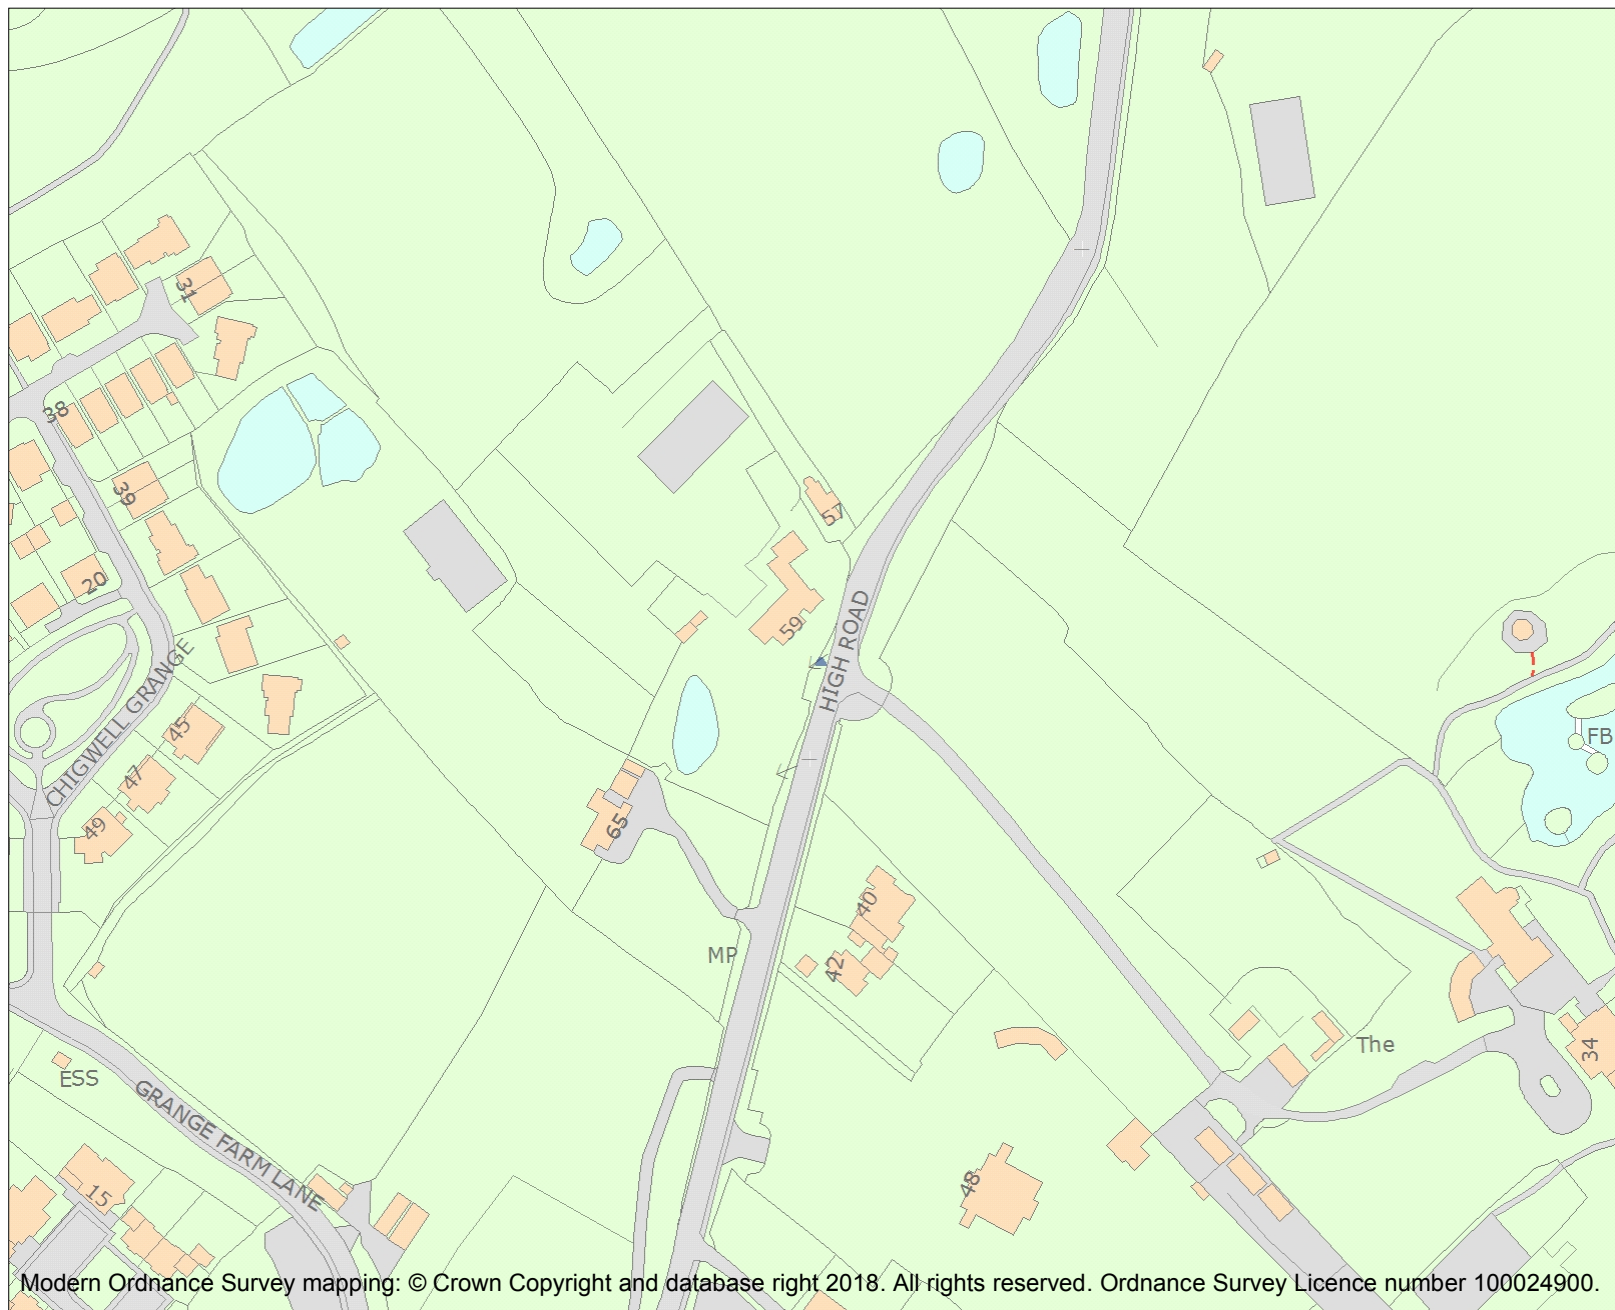 31
38
39
57
20
59
HIGH ROAD
CHIGWELL GRANGE
45
FB
47
65
49
40
MP
42
The
34
ESS
GRANGE FARM LANE
48
15
Modern Ordnance Survey mapping: © Crown Copyright and database right 2018. All rights reserved. Ordnance Survey Licence number 100024900.